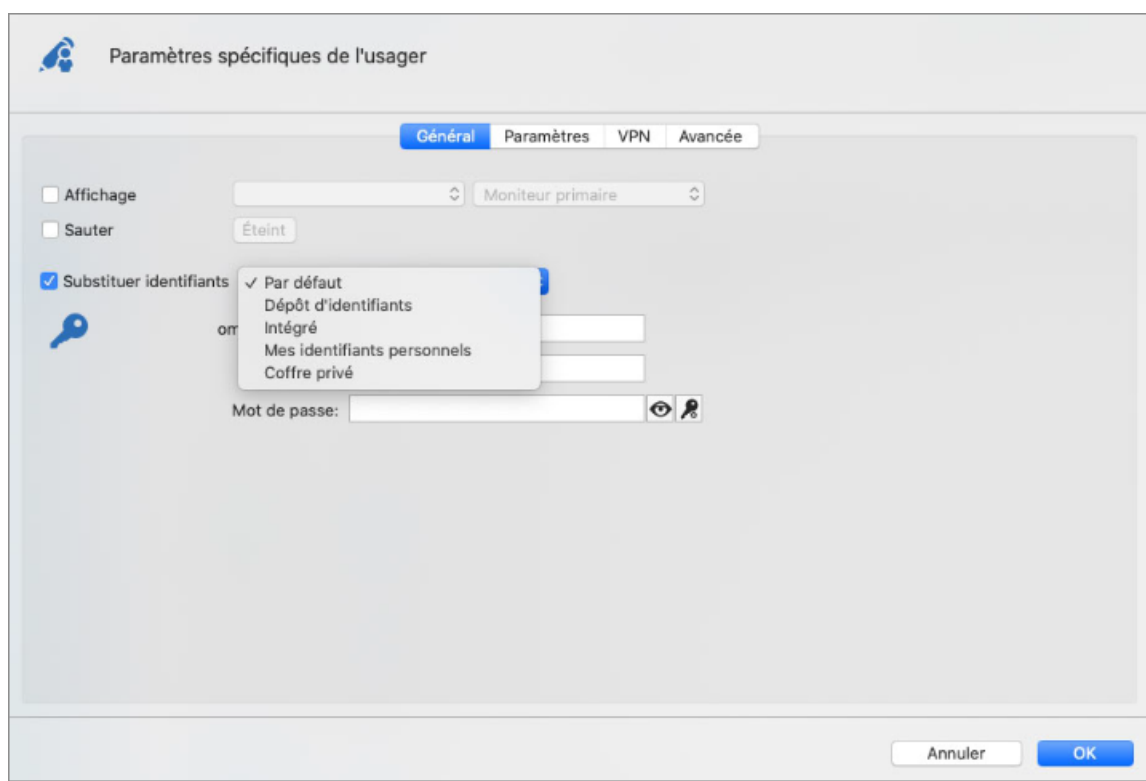 Paramètres spécifiques de l'usager
Général Paramètres VPN Avancée
Affichage Moniteur primaire
Sauter Éteint
Substituer identifiants ✓ Par défaut
Dépôt d'identifiants
Intégré
Mes identifiants personnels
Coffre privé
Mot de passe:
Annuler OK